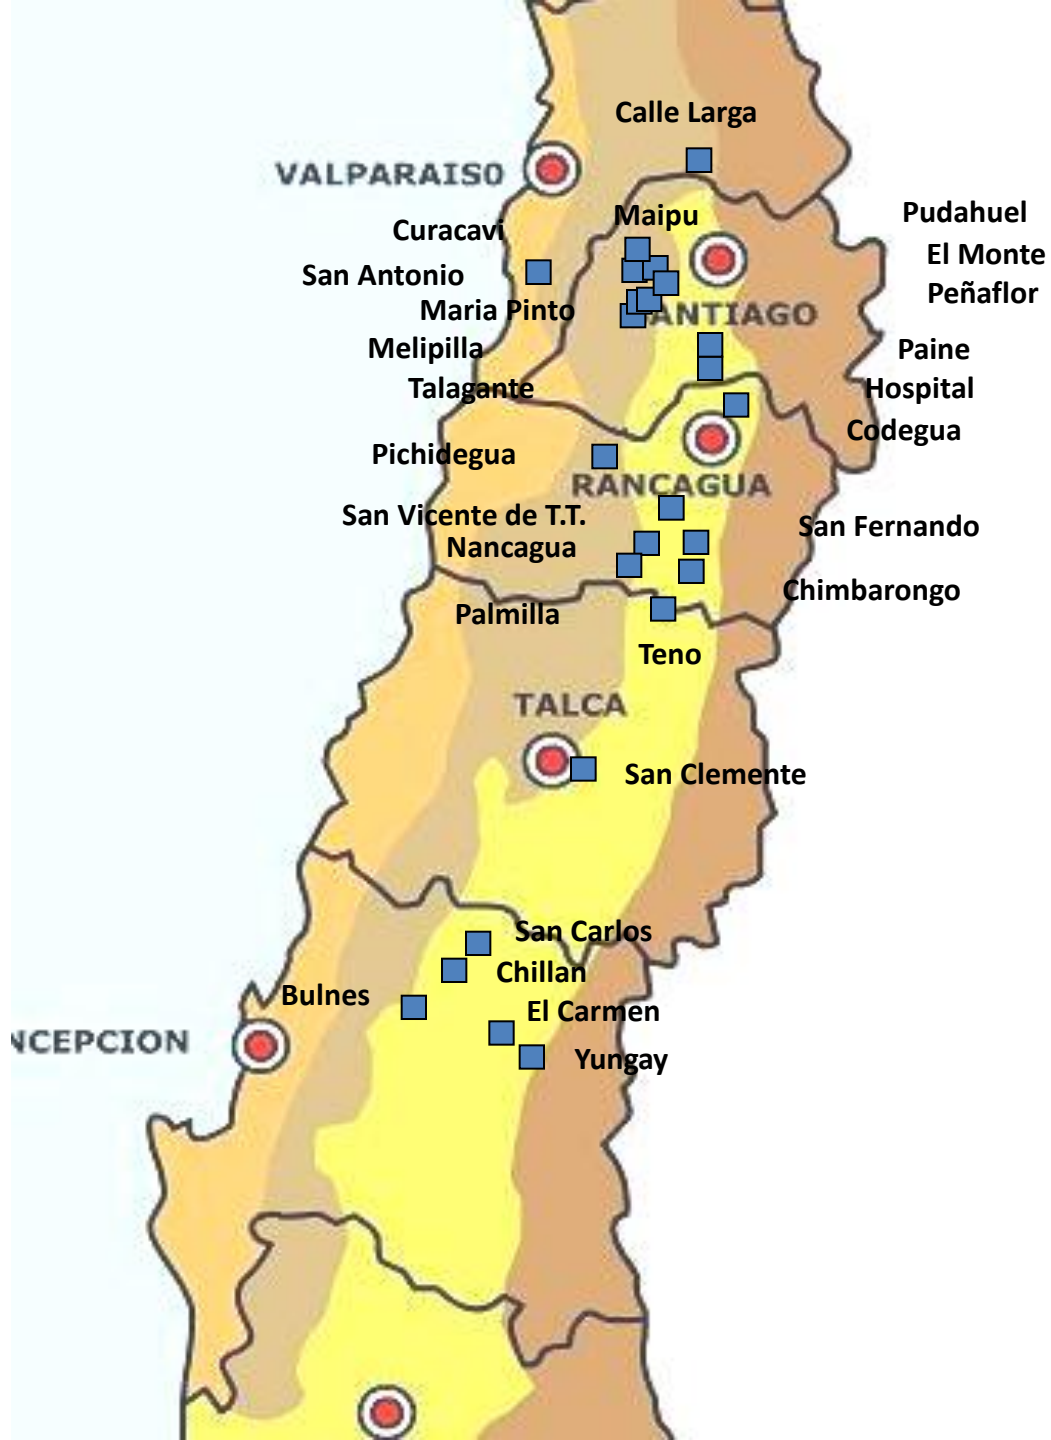 Calle Larga
VALPARAISO
Maipu
Pudahuel
Curacavi
El Monte
San Antonio
Peñaflor
Maria Pinto
ANTIAGO
Melipilla
Paine
Talagante
Hospital
Codegua
Pichidegua
RANCAGUA
San Vicente de T.T.
San Fernando
Nancagua
Chimbarongo
Palmilla
Teno
TALCA
San Clemente
San Carlos
Chillan
Bulnes
El Carmen
NCEPCION
Yungay